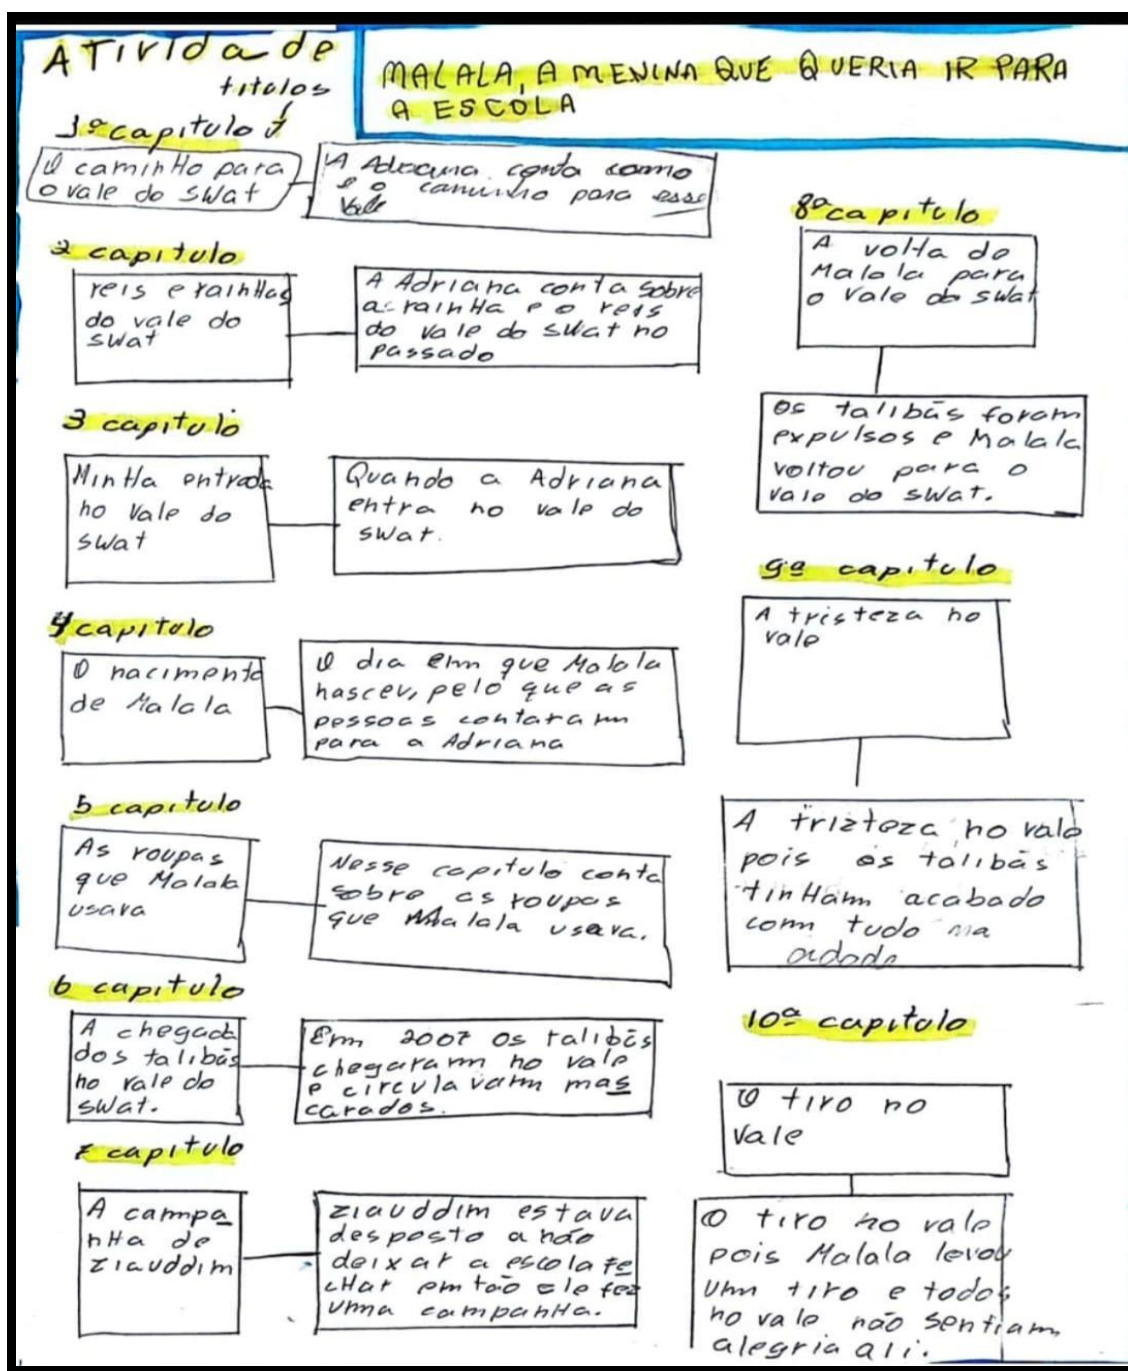 ATIVIdade
titulos
MALALA, A MENINA QUE QUERIA IR PARA
A ESCOLA
1º capitulo
O caminHo para
o vale do swat
A Adriana conta como
é o caminho para esse
Vale
2 capitulo
reis e rainHas
do vale do
swat
A Adriana conta sobre
as rainHa e o reis
do vale do swat no
passado
3 capitulo
MinHa entrada
no vale do
swat
Quando a Adriana
entra no vale do
swat.
4 capitulo
O nacimento
de Malala
O dia em que Malala
nasceu, pelo que as
pessoas contaram
para a Adriana
5 capitulo
As roupas
que Malala
usava
Nesse capitulo conta
sobre as roupas
que Malala usava.
6 capitulo
A chegada
dos talibãs
no vale do
swat.
Em 2007 os talibãs
chegaram no vale
e circulavam mas
carados.
7 capitulo
A campa
nHa de
ziauddim
ziauddim estava
desposto a não
deixar a escola fe
cHar em tão ele fez
uma campanHa.
8º capitulo
A volta de
Malala para
o vale do swat
Os talibãs foram
expulsos e Malala
voltou para o
vale do swat.
9º capitulo
A tristeza no
vale
A trizteza no vale
pois os talibãs
tinHam acabado
com tudo na
cidade
10º capitulo
O tiro no
Vale
O tiro no vale
pois Malala levou
um tiro e todos
no vale não sentiam
alegria ali.